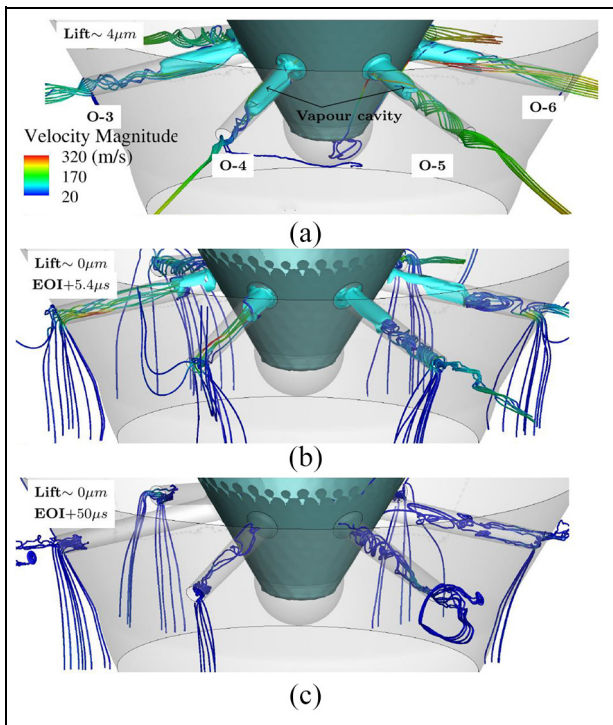 Lift∼ 4μm
O-3
Vapour cavity
O-6
Velocity Magnitude
320 (m/s)
170
20
O-4
O-5
(a)
Lift∼ 0μm
EOI+5.4μs
(b)
Lift∼ 0μm
EOI+50μs
(c)